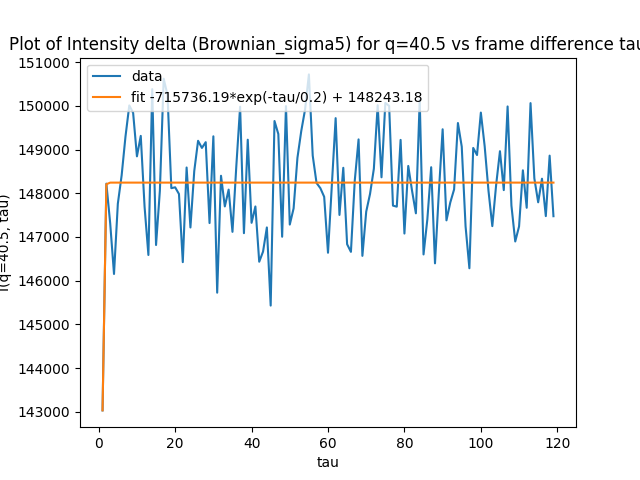 Plot of Intensity delta (Brownian_sigma5) for q=40.5 vs frame difference tau
data
fit -715736.19*exp(-tau/0.2) + 148243.18
151000
150000
149000
148000
147000
146000
145000
144000
143000
I(q=40.5, tau)
0 20 40 60 80 100 120
tau